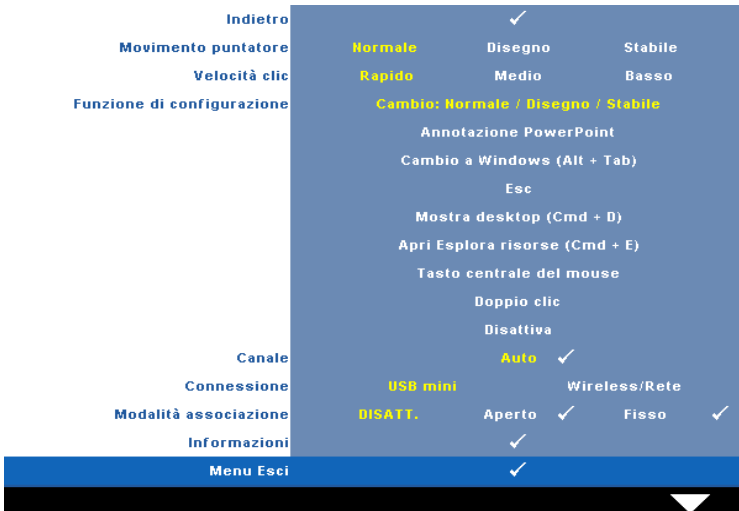 Indietro ✓
Movimento puntatore Normale Disegno Stabile
Velocità clic Rapido Medio Basso
Funzione di configurazione Cambio: Normale / Disegno / Stabile
Annotazione PowerPoint
Cambio a Windows (Alt + Tab)
Esc
Mostra desktop (Cmd + D)
Apri Esplora risorse (Cmd + E)
Tasto centrale del mouse
Doppio clic
Disattiva
Canale Auto ✓
Connessione USB mini Wireless/Rete
Modalità associazione DISATT. Aperto ✓ Fisso ✓
Informazioni ✓
Menu Esci ✓